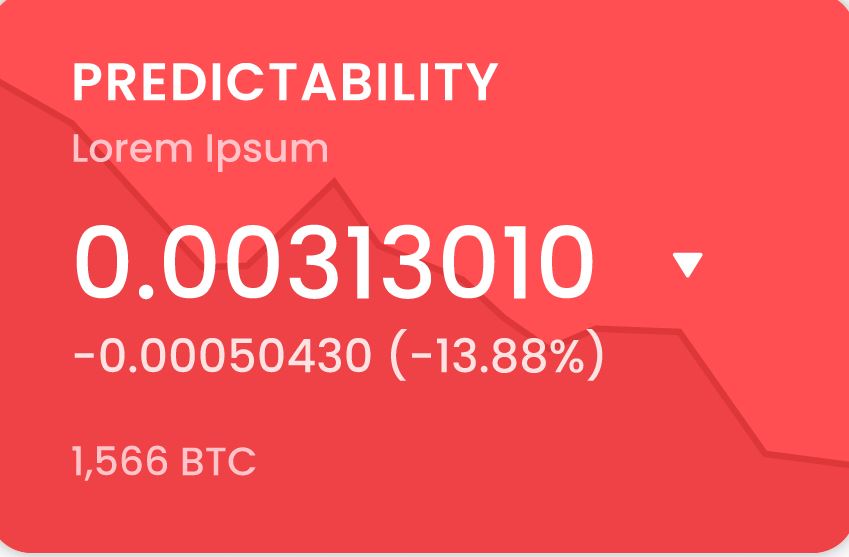 PREDICTABILITY
Lorem Ipsum
0.00313010
-0.00050430 (-13.88%)
1,566 BTC